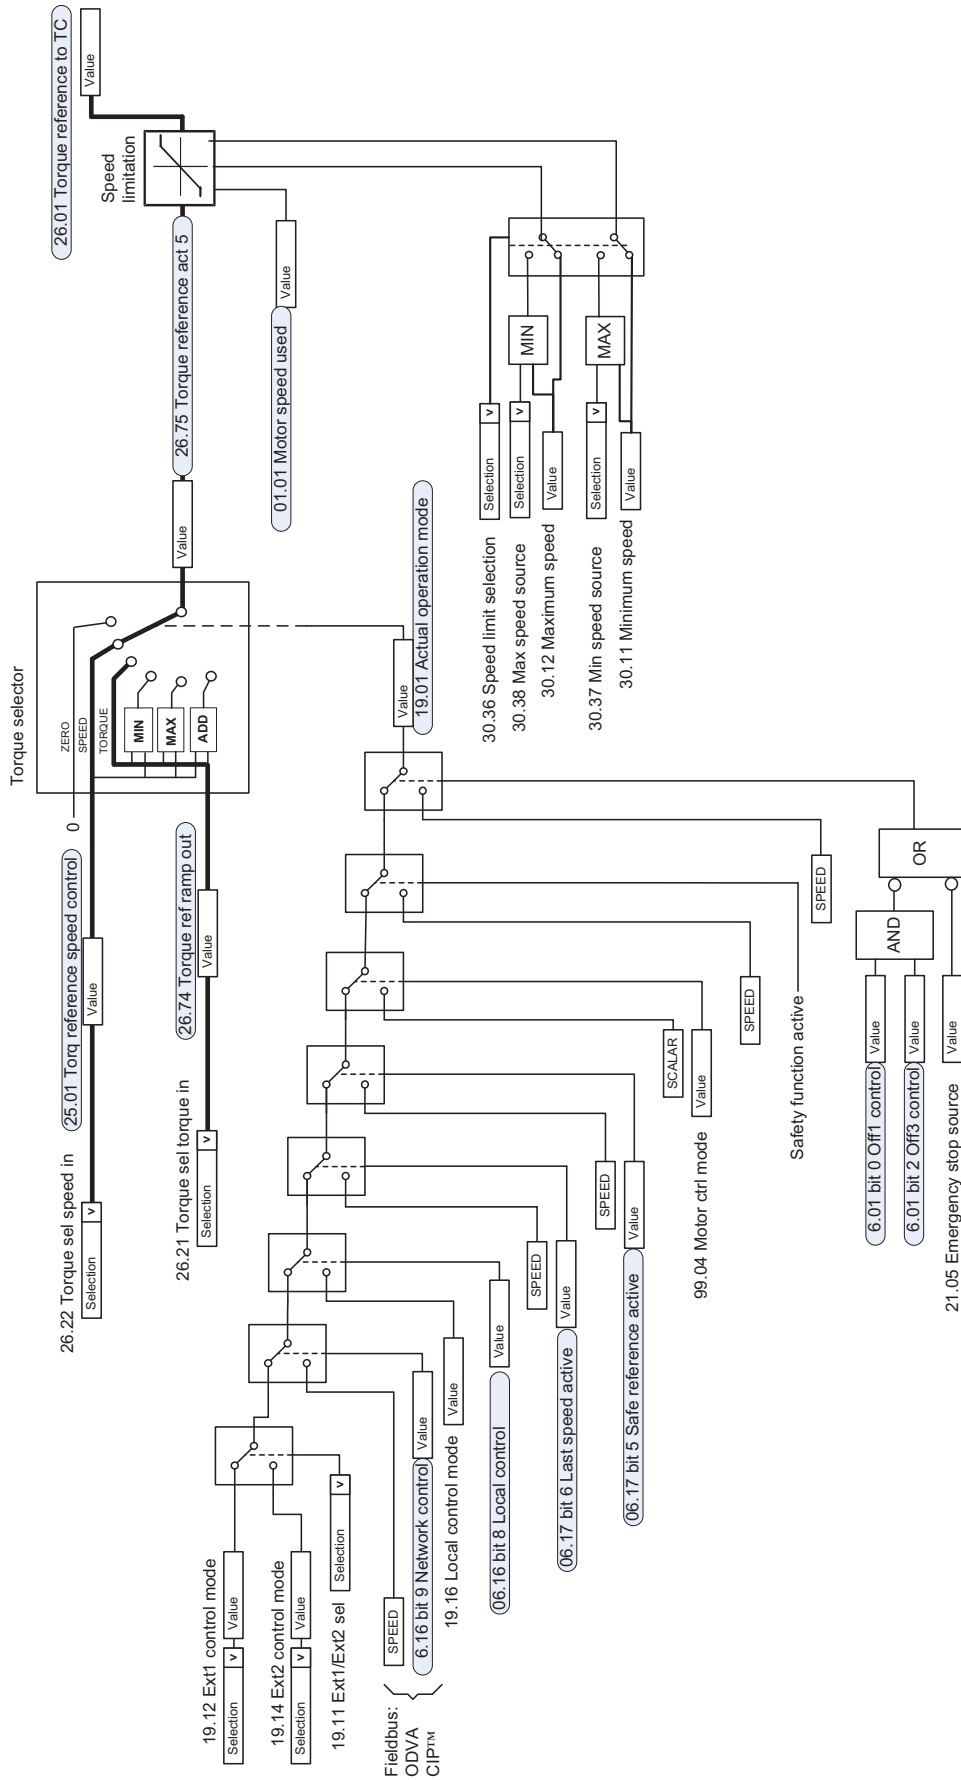 Torque selector
26.22 Torque sel speed in
Selection
v
25.01 Torq reference speed control
Value
0
ZERO
SPEED
TORQUE
MIN
MAX
ADD
26.21 Torque sel torque in
Selection
v
26.74 Torque ref ramp out
Value
Value
26.75 Torque reference act 5
Speed
limitation
26.01 Torque reference to TC
Value
01.01 Motor speed used
Value
19.12 Ext1 control mode
Selection
v
Value
19.14 Ext2 control mode
Selection
v
Value
19.11 Ext1/Ext2 sel
Selection
v
Fieldbus:
ODVA
CIP™
SPEED
6.16 bit 9 Network control
Value
19.16 Local control mode
Value
06.16 bit 8 Local control
Value
SPEED
06.17 bit 6 Last speed active
Value
SPEED
06.17 bit 5 Safe reference active
Value
SCALAR
99.04 Motor ctrl mode
Value
SPEED
Safety function active
SPEED
6.01 bit 0 Off1 control
Value
6.01 bit 2 Off3 control
Value
AND
OR
21.05 Emergency stop source
Value
Value
19.01 Actual operation mode
30.36 Speed limit selection
Selection
v
30.38 Max speed source
Selection
v
MIN
30.12 Maximum speed
Value
30.37 Min speed source
Selection
v
MAX
30.11 Minimum speed
Value